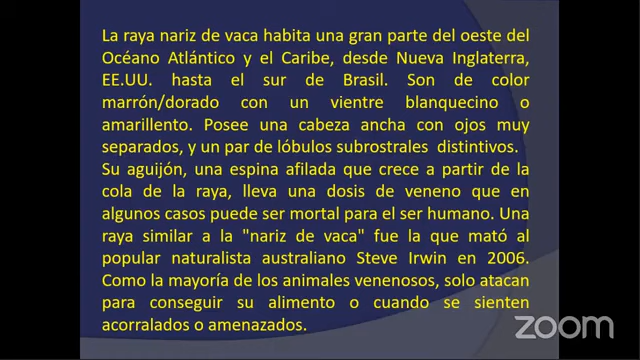 La raya nariz de vaca habita una gran parte del oeste del
Océano Atlántico y el Caribe, desde Nueva Inglaterra,
EE.UU. hasta el sur de Brasil. Son de color
marrón/dorado con un vientre blanquecino o
amarillento. Posee una cabeza ancha con ojos muy
separados, y un par de lóbulos subrostrales distintivos.
Su aguijón, una espina afilada que crece a partir de la
cola de la raya, lleva una dosis de veneno que en
algunos casos puede ser mortal para el ser humano. Una
raya similar a la "nariz de vaca" fue la que mató al
popular naturalista australiano Steve Irwin en 2006.
Como la mayoría de los animales venenosos, solo atacan
para conseguir su alimento o cuando se sienten
acorralados o amenazados.
zoom